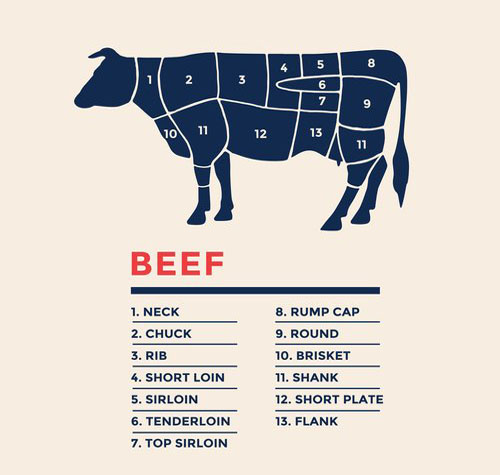 1 2 3 4 5 8
6
7 9
10 11 12 13 11
BEEF
1. NECK
2. CHUCK
3. RIB
4. SHORT LOIN
5. SIRLOIN
6. TENDERLOIN
7. TOP SIRLOIN
8. RUMP CAP
9. ROUND
10. BRISKET
11. SHANK
12. SHORT PLATE
13. FLANK